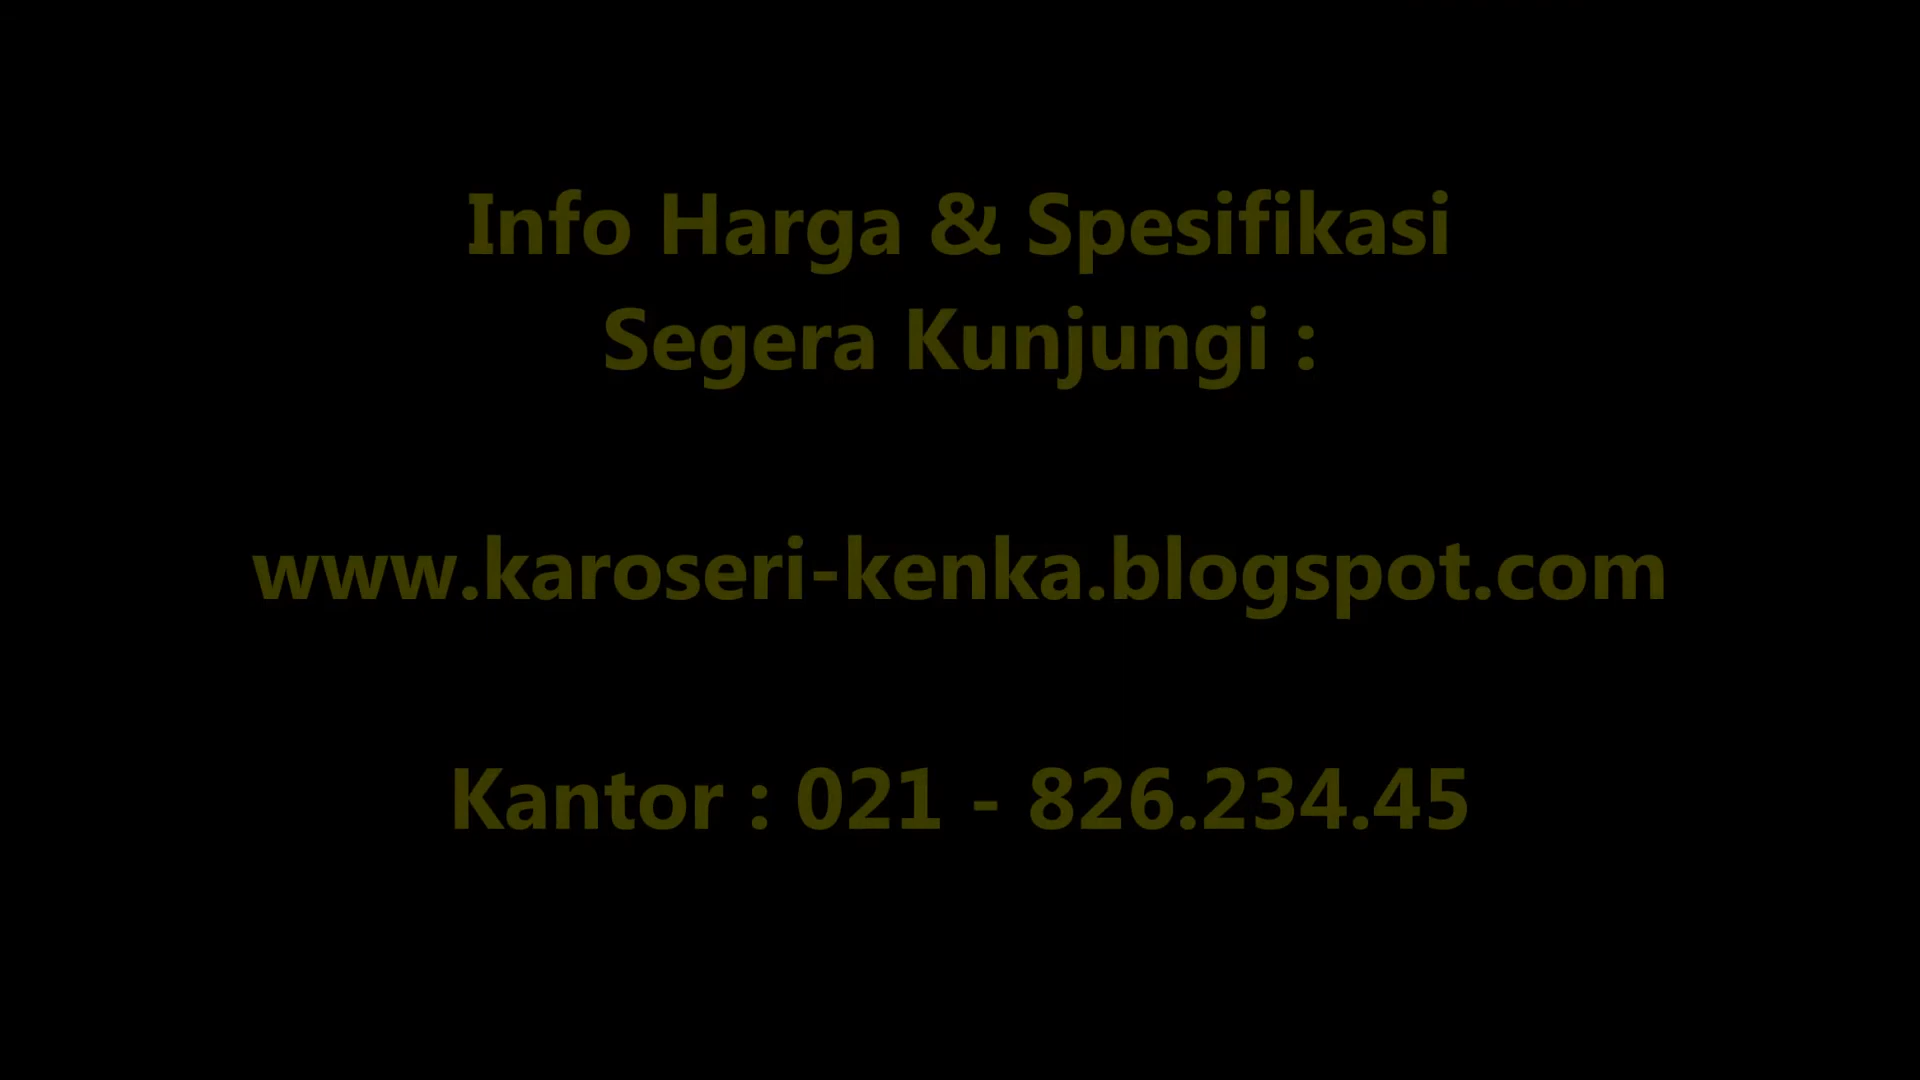 Info Harga & Spesifikasi
Segera Kunjungi :
www.karoseri-kenka.blogspot.com
Kantor : 021 - 826.234.45